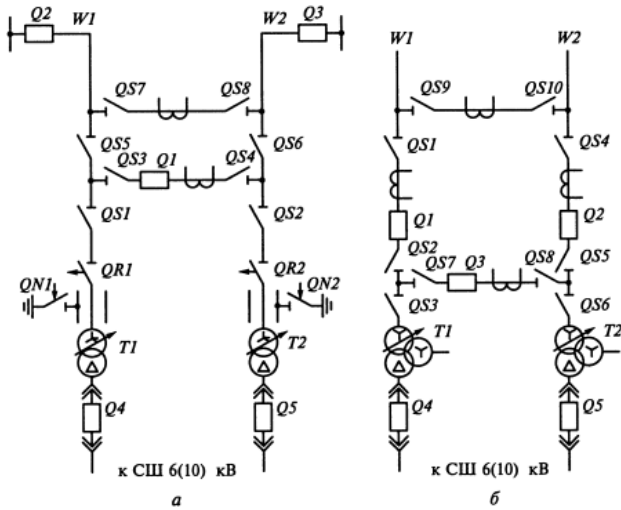 Q2 W1 W2 Q3
W1 W2
QS7 QS8
QS9 QS10
QS5 QS6
QS1 QS4
QS3 Q1 QS4
QS1 QS2
Q1 Q2
QR1 QR2
QS2 QS5
QS7 Q3 QS8
QN1 QN2
QS3 QS6
T1 T2
T1 T2
Q4 Q5
Q4 Q5
к СШ 6(10) кВ
к СШ 6(10) кВ
а
б